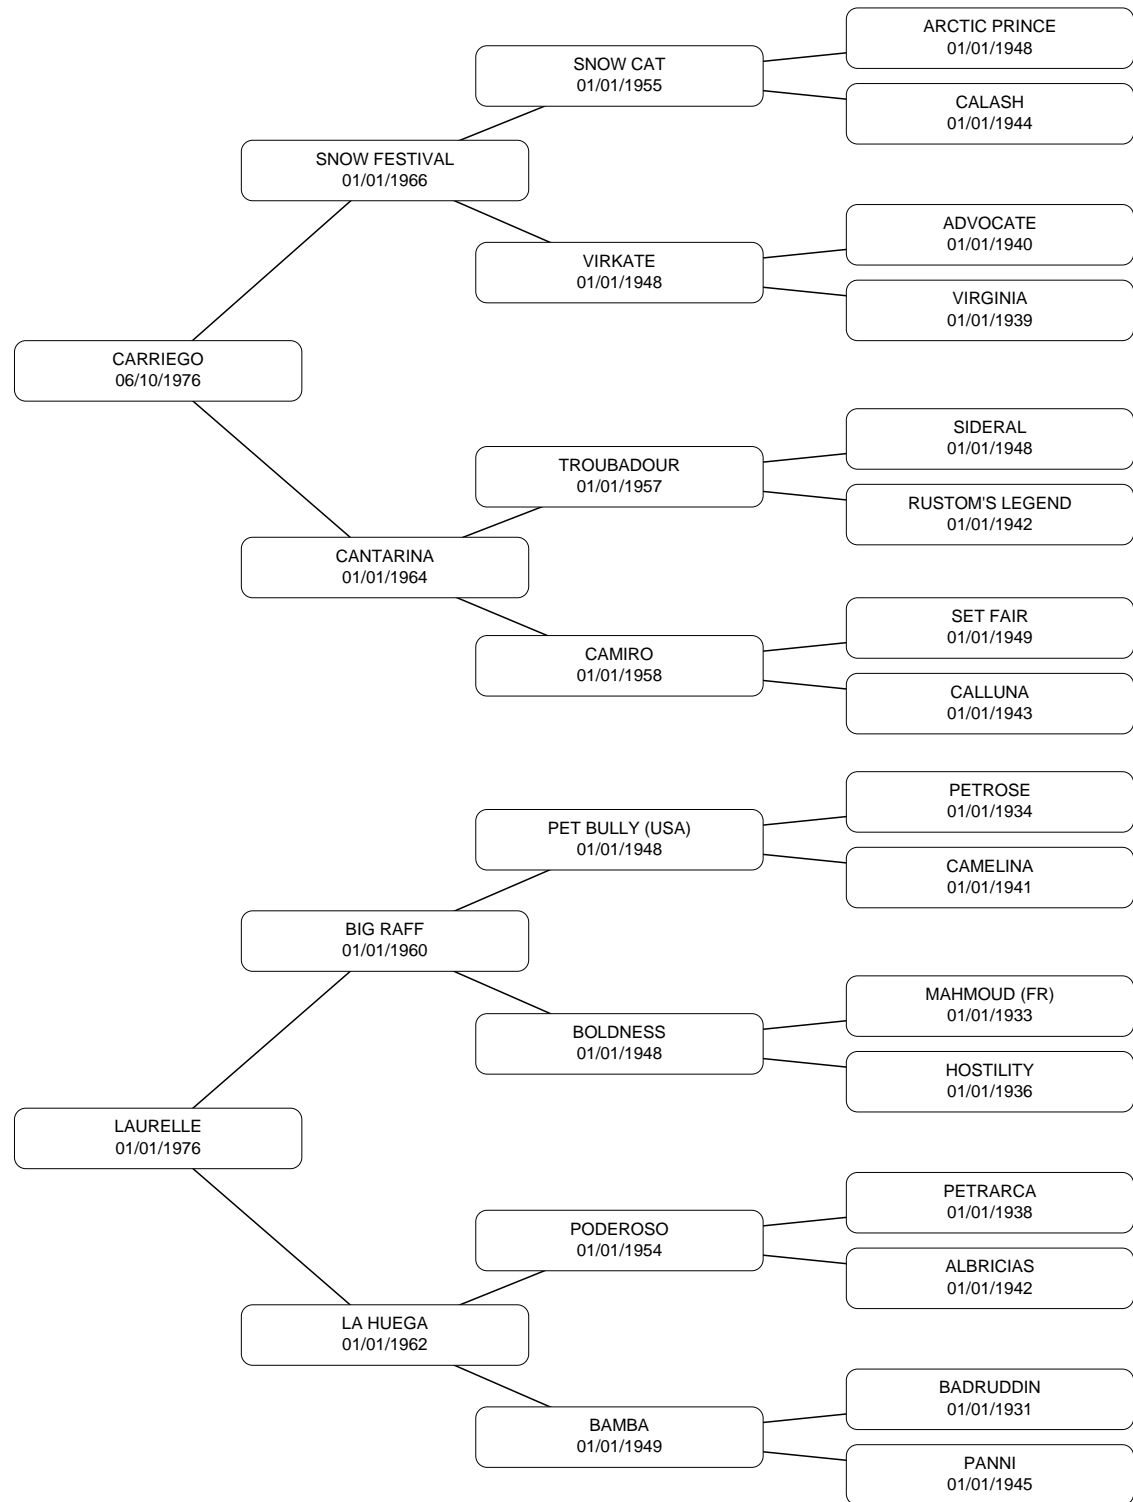 ARCTIC PRINCE
01/01/1948
SNOW CAT
01/01/1955
CALASH
01/01/1944
SNOW FESTIVAL
01/01/1966
ADVOCATE
01/01/1940
VIRKATE
01/01/1948
VIRGINIA
01/01/1939
CARRIEGO
06/10/1976
SIDERAL
01/01/1948
TROUBADOUR
01/01/1957
RUSTOM'S LEGEND
01/01/1942
CANTARINA
01/01/1964
SET FAIR
01/01/1949
CAMIRO
01/01/1958
CALLUNA
01/01/1943
PETROSE
01/01/1934
PET BULLY (USA)
01/01/1948
CAMELINA
01/01/1941
BIG RAFF
01/01/1960
MAHMOUD (FR)
01/01/1933
BOLDNESS
01/01/1948
HOSTILITY
01/01/1936
LAURELLE
01/01/1976
PETRARCA
01/01/1938
PODEROSO
01/01/1954
ALBRICIAS
01/01/1942
LA HUEGA
01/01/1962
BADRUDDIN
01/01/1931
BAMBA
01/01/1949
PANNI
01/01/1945